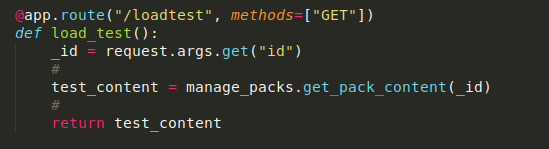 @app.route("/loadtest", methods=["GET"])
def load_test():
    _id = request.args.get("id")
    #
    test_content = manage_packs.get_pack_content(_id)
    #
    return test_content